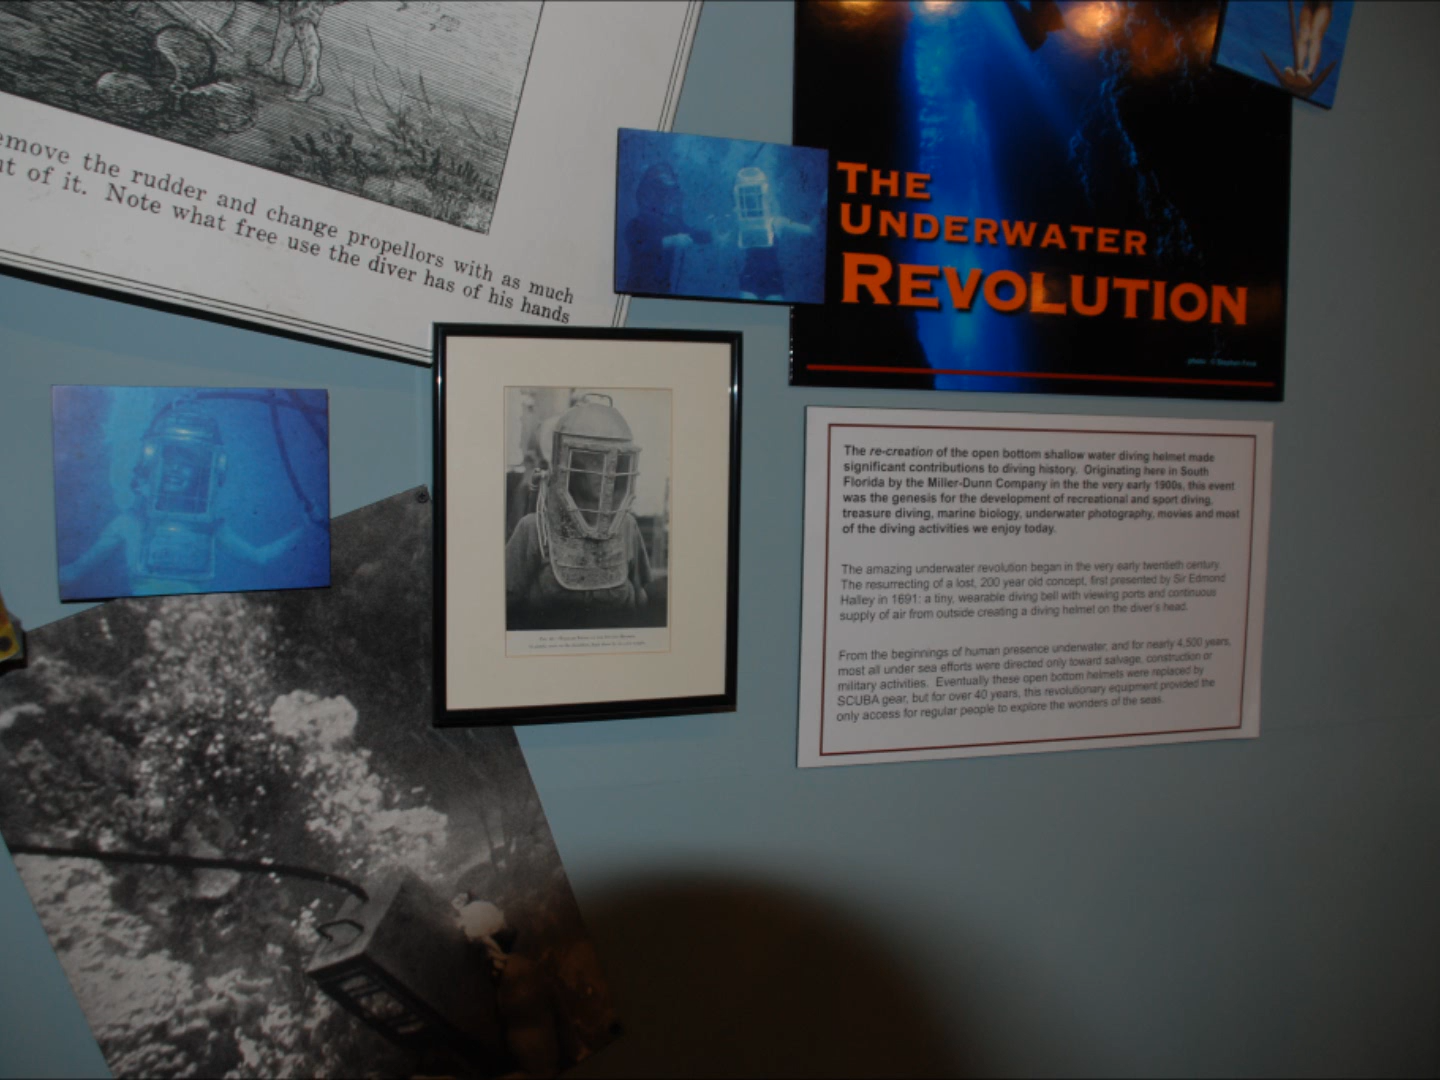 emove the rudder and change propellors with as much
ut of it. Note what free use the diver has of his hands
THE
UNDERWATER
REVOLUTION
The re-creation of the open bottom shallow water diving helmet made
significant contributions to diving history. Originating here in South
Florida by the Miller-Dunn Company in the the very early 1900s, this event
was the genesis for the development of recreational and sport diving,
treasure diving, marine biology, underwater photography, movies and most
of the diving activities we enjoy today.
The amazing underwater revolution began in the very early twentieth century.
The resurrecting of a lost, 200 year old concept, first presented by Sir Edmond
Halley in 1691: a tiny, wearable diving bell with viewing ports and continuous
supply of air from outside creating a diving helmet on the diver's head.
From the beginnings of human presence underwater, and for nearly 4,500 years,
most all under sea efforts were directed only toward salvage, construction or
military activities. Eventually these open bottom helmets were replaced by
SCUBA gear, but for over 40 years, this revolutionary equipment provided the
only access for regular people to explore the wonders of the seas.